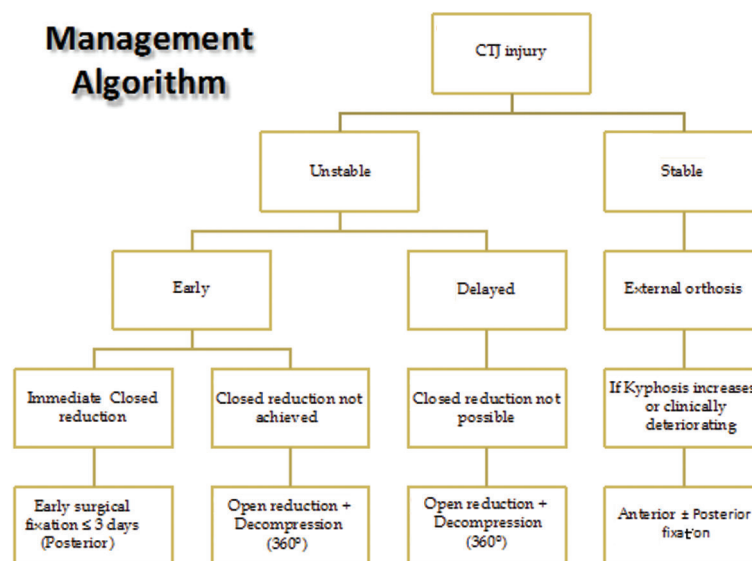 Management
Algorithm
CTJ injury
Unstable
Stable
Early
Delayed
External orthosis
Immediate Closed
reduction
Closed reduction not
achieved
Closed reduction not
possible
If Kyphosis increases
or clinically
deteriorating
Early surgical
fixation ≤ 3 days
(Posterior)
Open reduction +
Decompression
(360°)
Open reduction +
Decompression
(360°)
Anterior ± Posterior
fixation